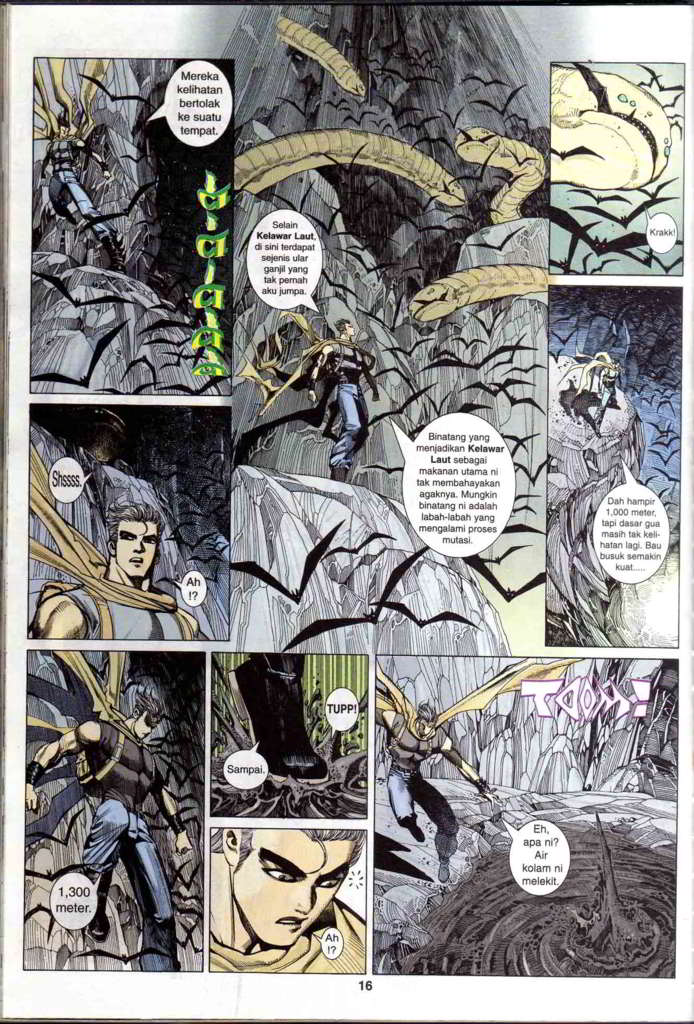 Mereka
kelihatan
bertolak
ke suatu
tempat.
Selain
Kelawar Laut,
di sini terdapat
sejenis ular
ganjil yang
tak pernah
aku jumpa.
Krakk!
Binatang yang
menjadikan Kelawar
Laut sebagai
makanan utama ni
tak membahayakan
agaknya. Mungkin
binatang ni adalah
labah-labah yang
mengalami proses
mutasi.
Dah hampir
1,000 meter,
tapi dasar gua
masih tak keli-
hatan lagi. Bau
busuk semakin
kuat.....
Shssss.
Ah
!?
1,300
meter.
TUPP!
Sampai.
Ah
!?
TOOM!
Eh,
apa ni?
Air
kolam ni
melekit.
16